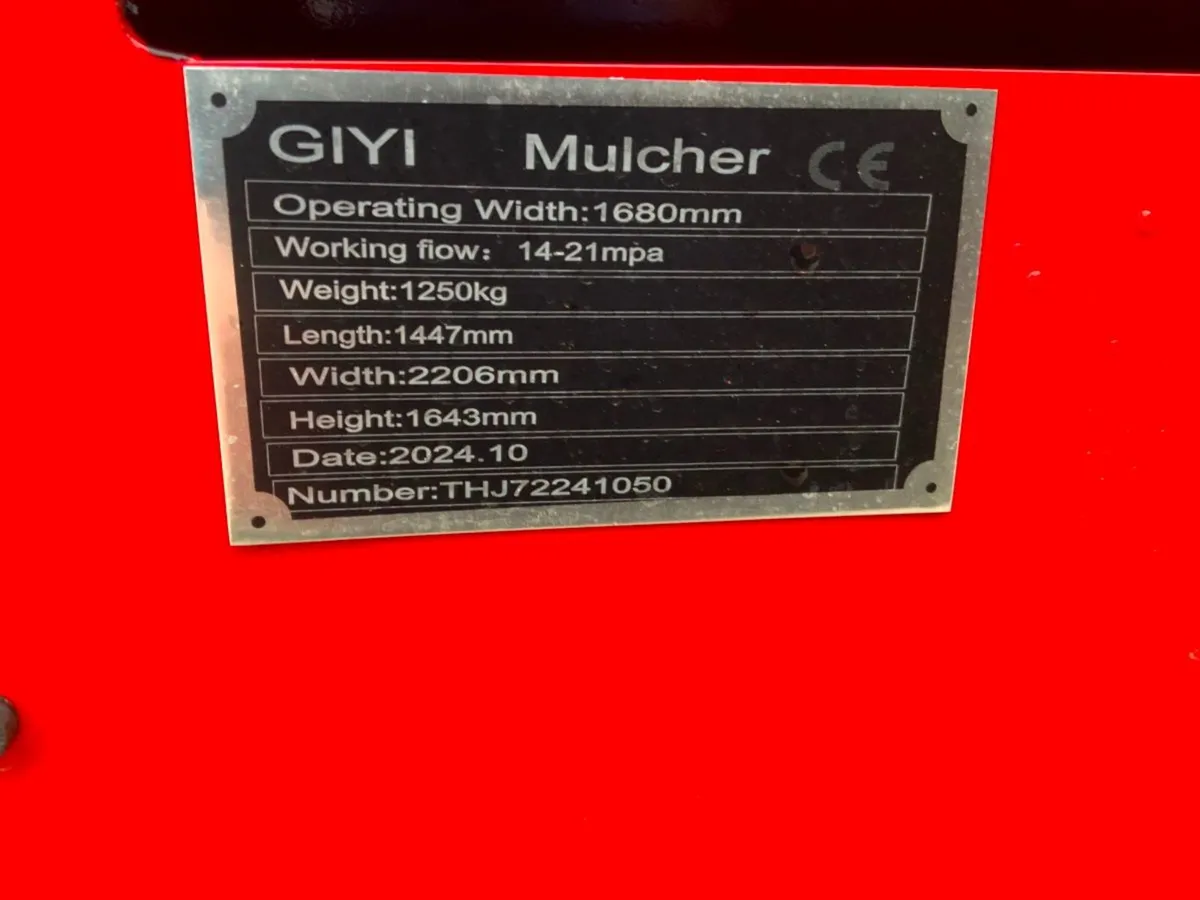 GIYI Mulcher CE
Operating Width:1680mm
Working flow: 14-21mpa
Weight:1250kg
Length:1447mm
Width:2206mm
Height:1643mm
Date:2024.10
Number:THJ72241050